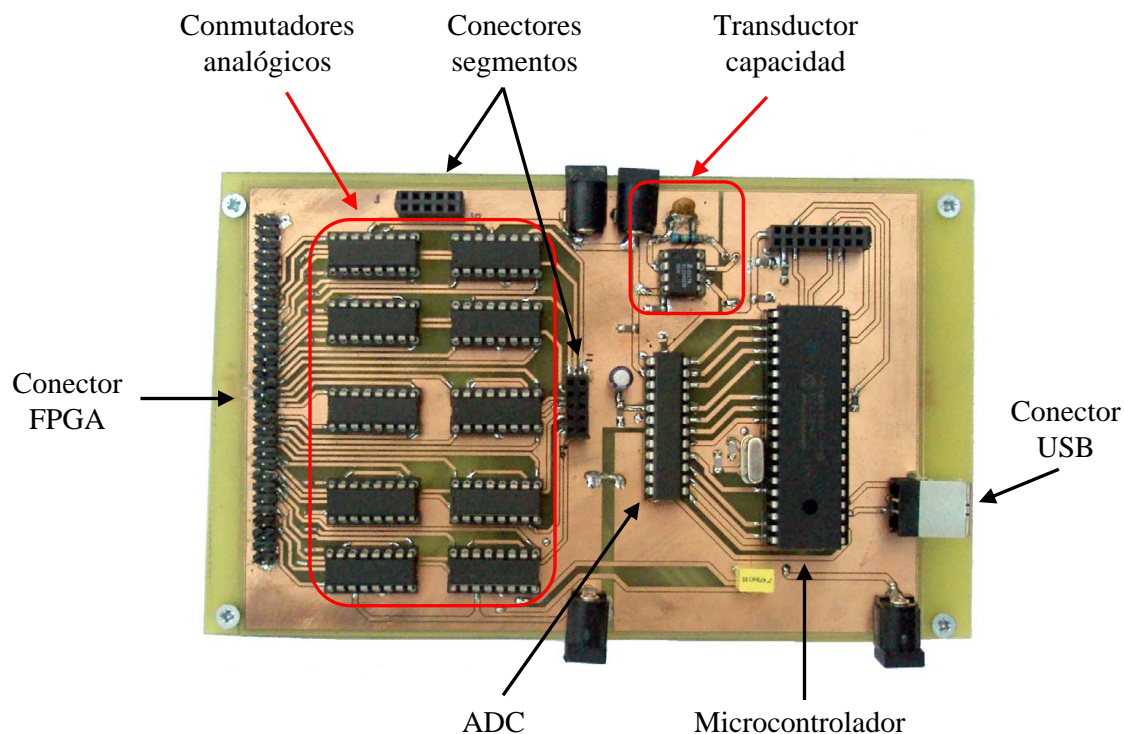 Conmutadores
analógicos
Conectores
segmentos
Transductor
capacidad
Conector
FPGA
Conector
USB
ADC
Microcontrolador